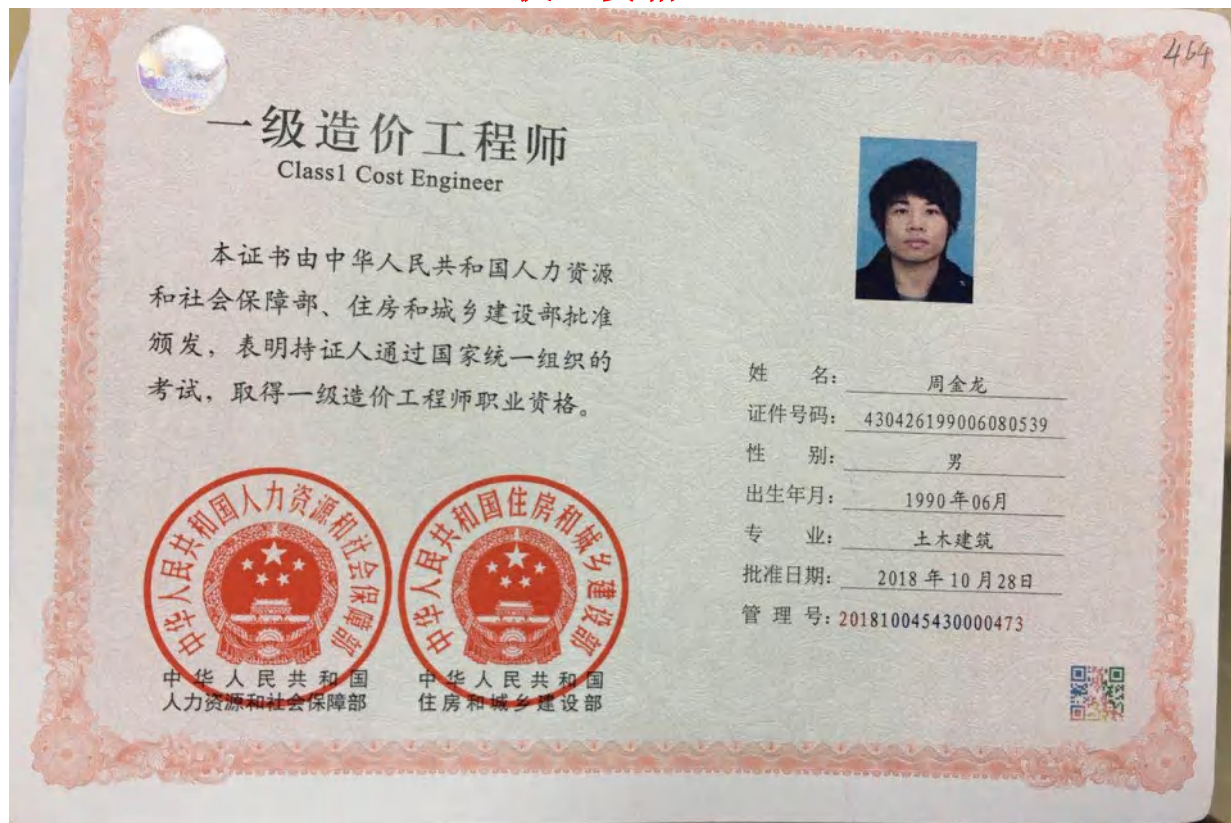 464
一级造价工程师
Class1 Cost Engineer
本证书由中华人民共和国人力资源
和社会保障部、住房和城乡建设部批准
颁发，表明持证人通过国家统一组织的
考试，取得一级造价工程师职业资格。
中华人民共和国人力资源和社会保障部
中华人民共和国住房和城乡建设部
中华人民共和国
人力资源和社会保障部
中华人民共和国
住房和城乡建设部
姓 名： 周金龙
证件号码： 430426199006080539
性 别： 男
出生年月： 1990年06月
专 业： 土木建筑
批准日期： 2018年10月28日
管 理 号：201810045430000473